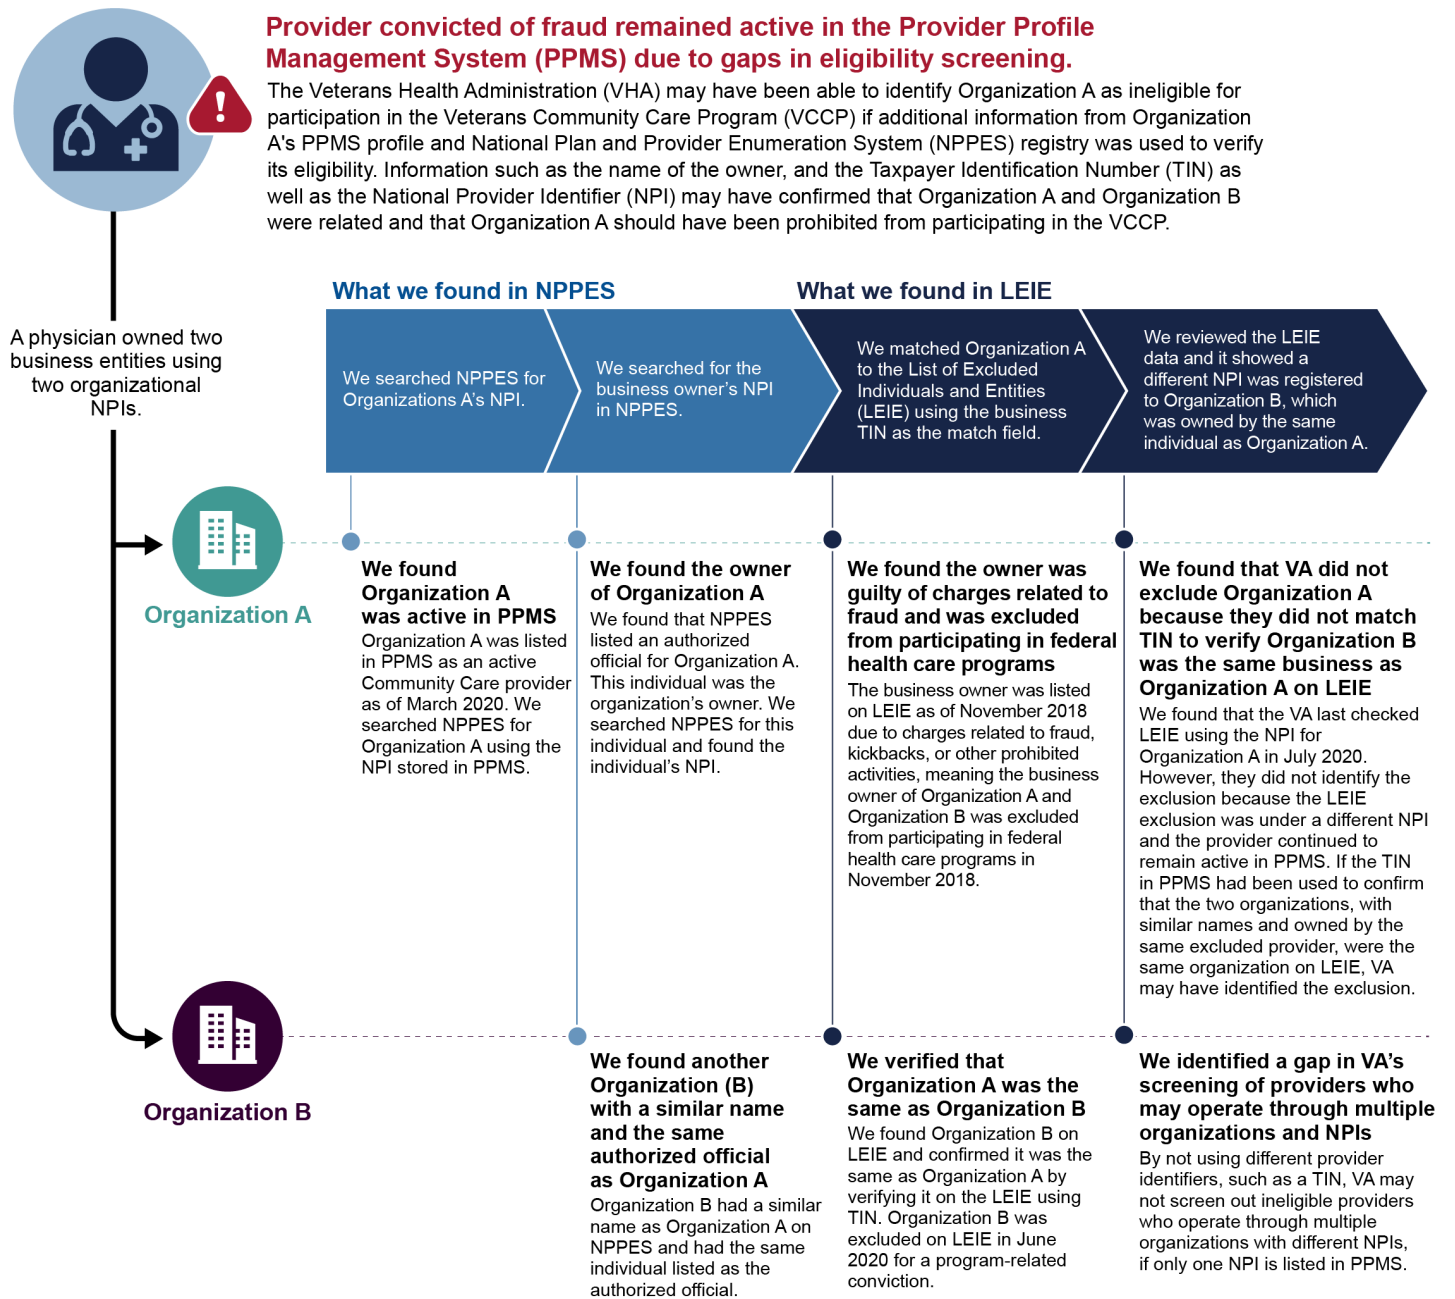 Provider convicted of fraud remained active in the Provider Profile
Management System (PPMS) due to gaps in eligibility screening.
The Veterans Health Administration (VHA) may have been able to identify Organization A as ineligible for
participation in the Veterans Community Care Program (VCCP) if additional information from Organization
A's PPMS profile and National Plan and Provider Enumeration System (NPPES) registry was used to verify
its eligibility. Information such as the name of the owner, and the Taxpayer Identification Number (TIN) as
well as the National Provider Identifier (NPI) may have confirmed that Organization A and Organization B
were related and that Organization A should have been prohibited from participating in the VCCP.
A physician owned two
business entities using
two organizational
NPIs.
What we found in NPPES
What we found in LEIE
We searched NPPES for
Organizations A's NPI.
We searched for the
business owner's NPI
in NPPES.
We matched Organization A
to the List of Excluded
Individuals and Entities
(LEIE) using the business
TIN as the match field.
We reviewed the LEIE
data and it showed a
different NPI was registered
to Organization B, which
was owned by the same
individual as Organization A.
Organization A
We found
Organization A
was active in PPMS
Organization A was listed
in PPMS as an active
Community Care provider
as of March 2020. We
searched NPPES for
Organization A using the
NPI stored in PPMS.
We found the owner
of Organization A
We found that NPPES
listed an authorized
official for Organization A.
This individual was the
organization's owner. We
searched NPPES for this
individual and found the
individual's NPI.
We found the owner was
guilty of charges related to
fraud and was excluded
from participating in federal
health care programs
The business owner was listed
on LEIE as of November 2018
due to charges related to fraud,
kickbacks, or other prohibited
activities, meaning the business
owner of Organization A and
Organization B was excluded
from participating in federal
health care programs in
November 2018.
We found that VA did not
exclude Organization A
because they did not match
TIN to verify Organization B
was the same business as
Organization A on LEIE
We found that the VA last checked
LEIE using the NPI for
Organization A in July 2020.
However, they did not identify the
exclusion because the LEIE
exclusion was under a different NPI
and the provider continued to
remain active in PPMS. If the TIN
in PPMS had been used to confirm
that the two organizations, with
similar names and owned by the
same excluded provider, were the
same organization on LEIE, VA
may have identified the exclusion.
Organization B
We found another
Organization (B)
with a similar name
and the same
authorized official
as Organization A
Organization B had a similar
name as Organization A on
NPPES and had the same
individual listed as the
authorized official.
We verified that
Organization A was the
same as Organization B
We found Organization B on
LEIE and confirmed it was the
same as Organization A by
verifying it on the LEIE using
TIN. Organization B was
excluded on LEIE in June
2020 for a program-related
conviction.
We identified a gap in VA's
screening of providers who
may operate through multiple
organizations and NPIs
By not using different provider
identifiers, such as a TIN, VA may
not screen out ineligible providers
who operate through multiple
organizations with different NPIs,
if only one NPI is listed in PPMS.